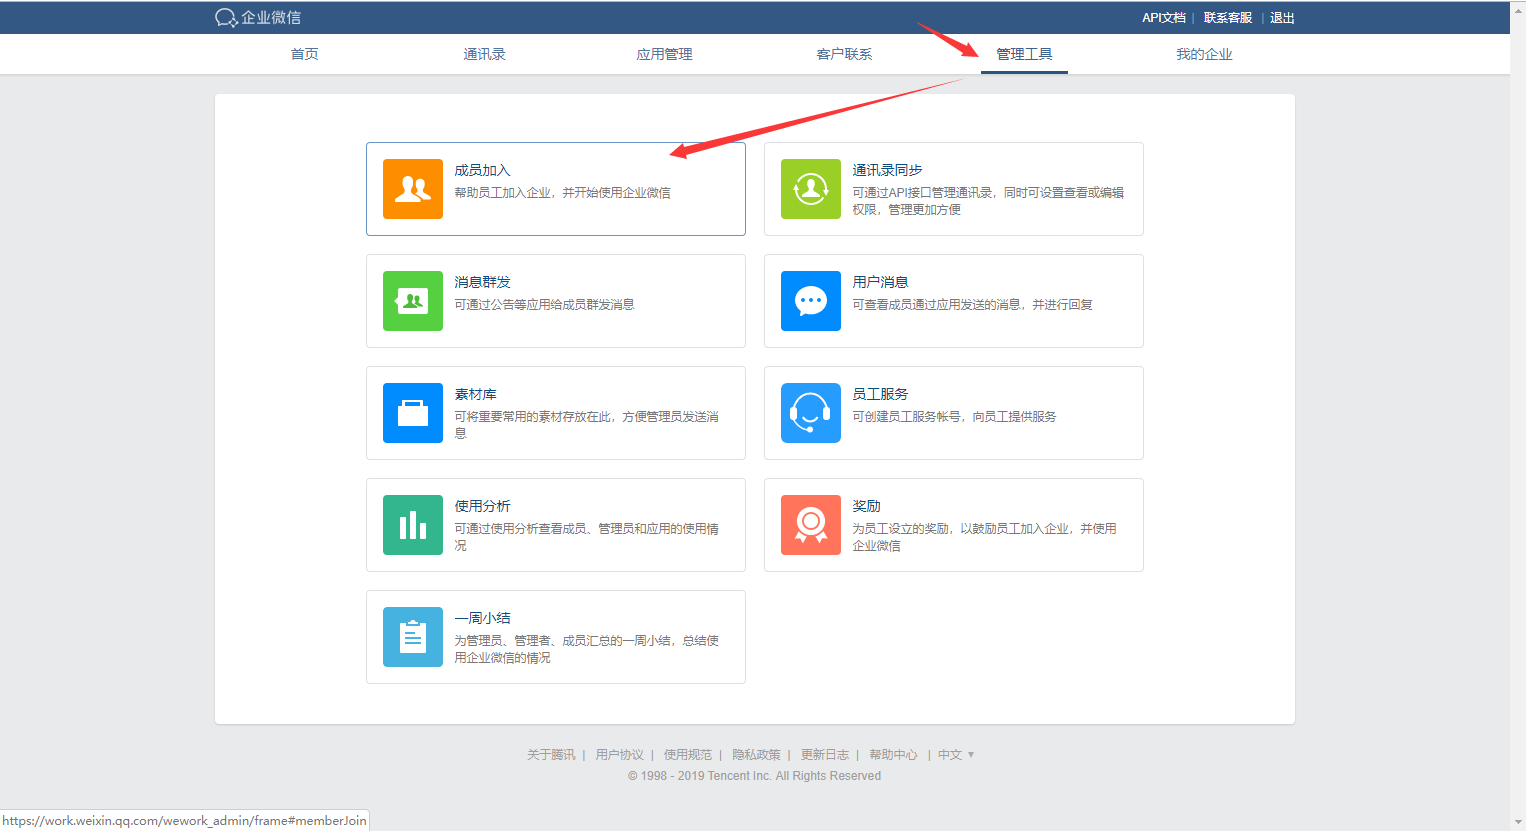 企业微信
API文档 | 联系客服 | 退出
首页 通讯录 应用管理 客户联系 管理工具 我的企业
成员加入
帮助员工加入企业，并开始使用企业微信
通讯录同步
可通过API接口管理通讯录，同时可设置查看或编辑
权限，管理更加方便
消息群发
可通过公告等应用给成员群发消息
用户消息
可查看成员通过应用发送的消息，并进行回复
素材库
可将重要常用的素材存放在此，方便管理员发送消
息
员工服务
可创建员工服务帐号，向员工提供服务
使用分析
可通过使用分析查看成员、管理员和应用的使用情
况
奖励
为员工设立的奖励，以鼓励员工加入企业，并使用
企业微信
一周小结
为管理员、管理者、成员汇总的一周小结，总结使
用企业微信的情况
关于腾讯 | 用户协议 | 使用规范 | 隐私政策 | 更新日志 | 帮助中心 | 中文 ▼
© 1998 - 2019 Tencent Inc. All Rights Reserved
https://work.weixin.qq.com/wework_admin/frame#memberJoin